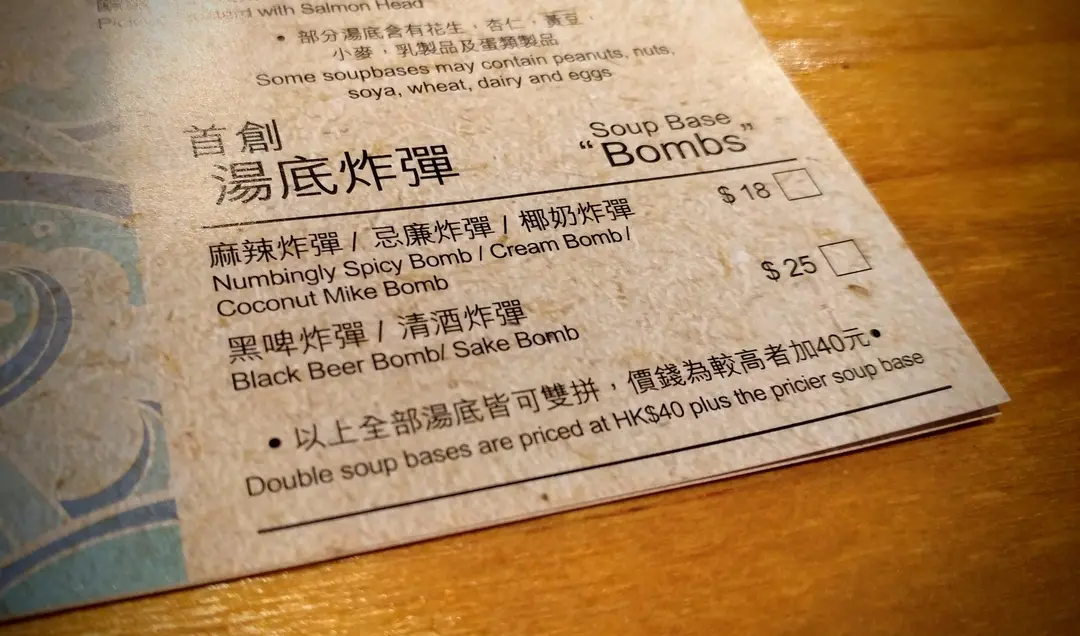 with Salmon Head
• 部分湯底含有花生，杏仁，黃豆，
小麥，乳製品及蛋類製品
Some soupbases may contain peanuts, nuts,
soya, wheat, dairy and eggs
首創
湯底炸彈
Soup Base
“Bombs”
麻辣炸彈 / 忌廉炸彈 / 椰奶炸彈
$ 18
Numbingly Spicy Bomb / Cream Bomb /
Coconut Mike Bomb
黑啤炸彈 / 清酒炸彈
$ 25
Black Beer Bomb/ Sake Bomb
• 以上全部湯底皆可雙拼，價錢為較高者加40元•
Double soup bases are priced at HK$40 plus the pricier soup base